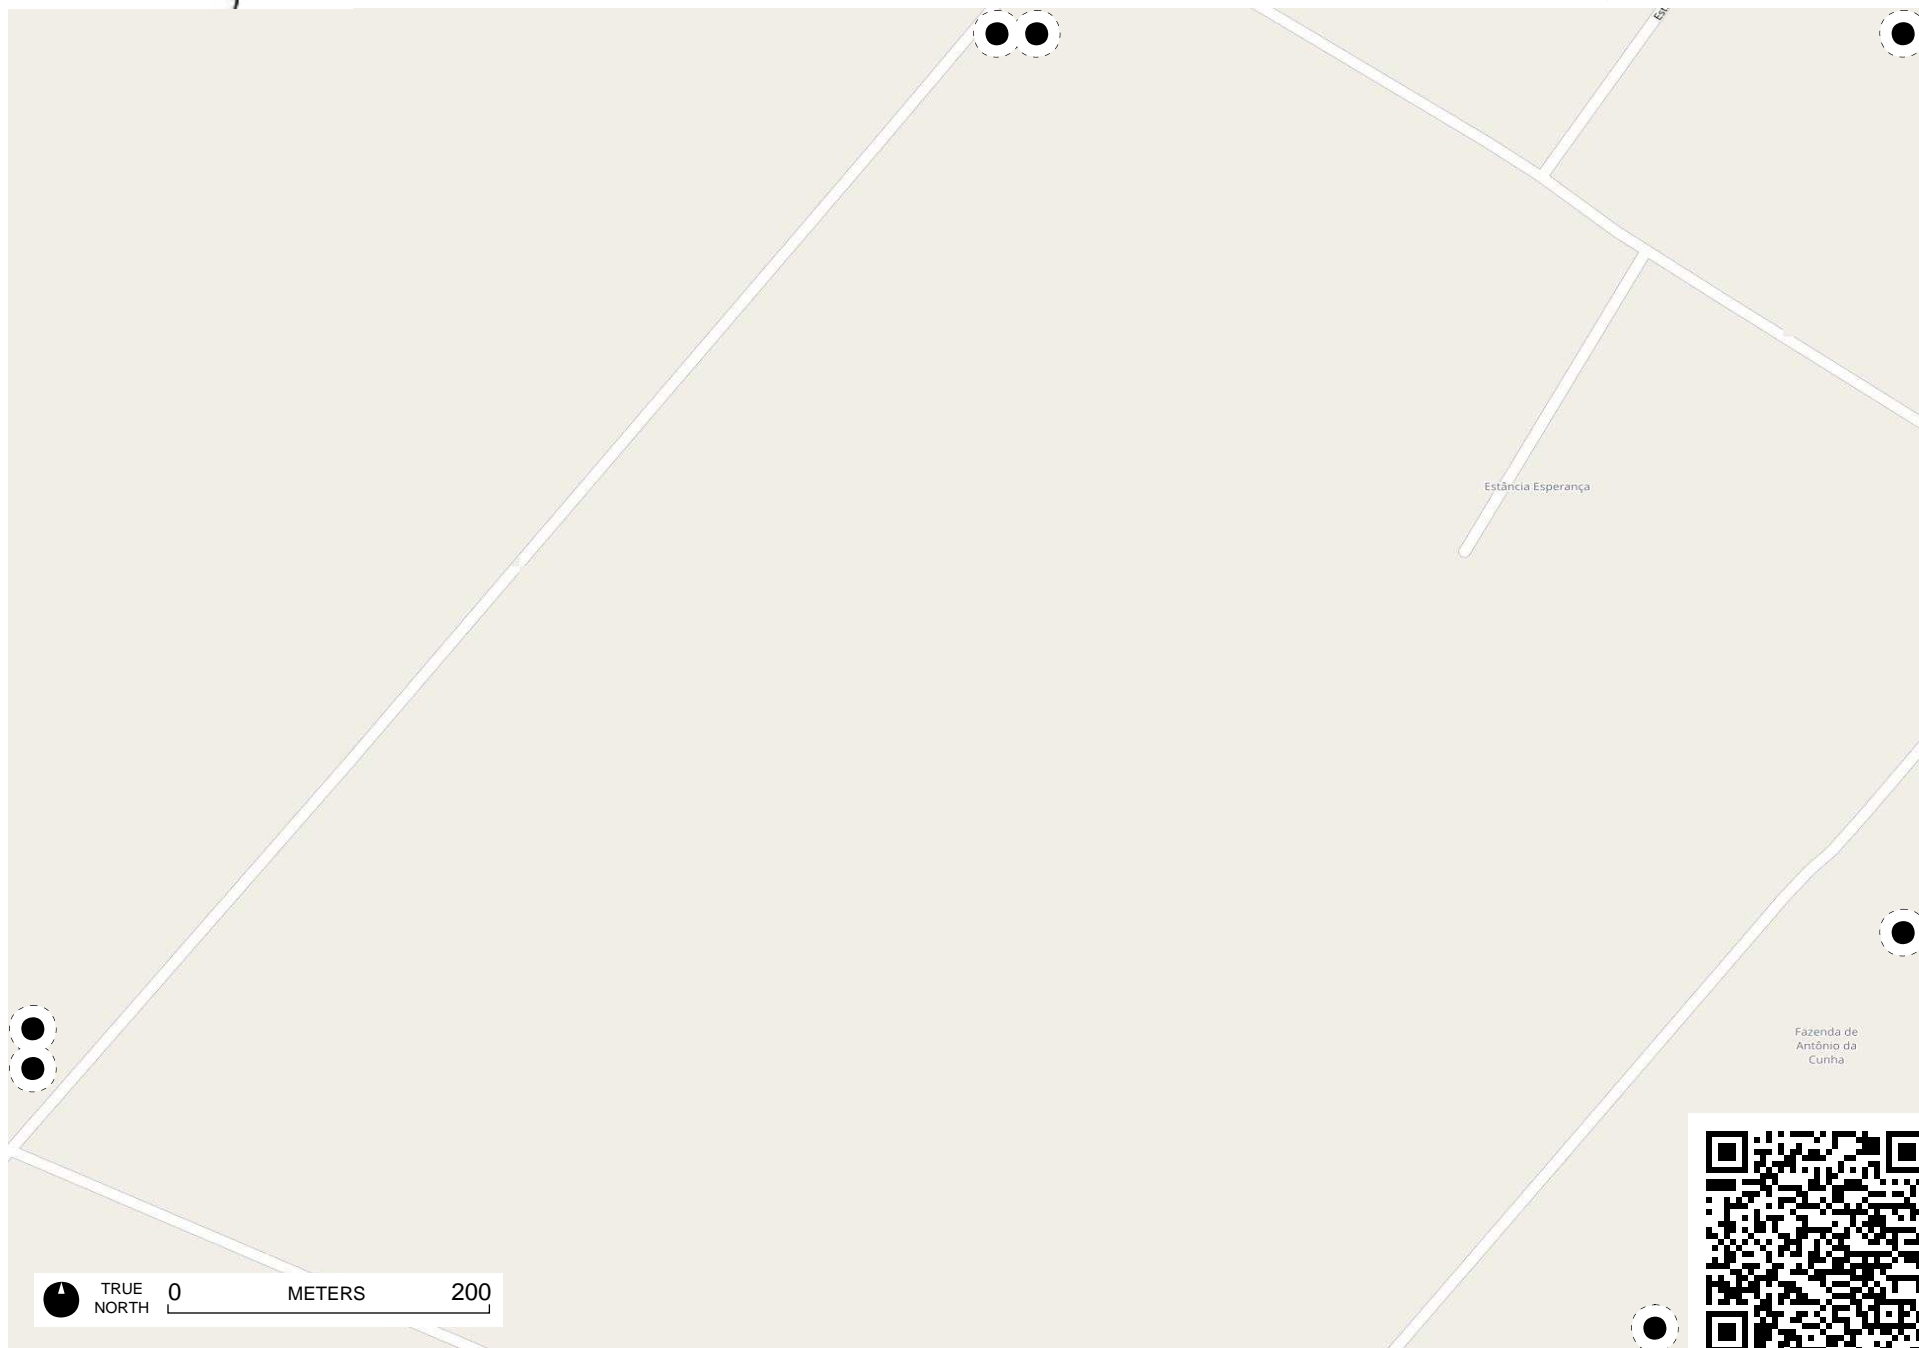 Estância Esperança
Fazenda de
Antônio da
Cunha
TRUE
NORTH
0 METERS 200